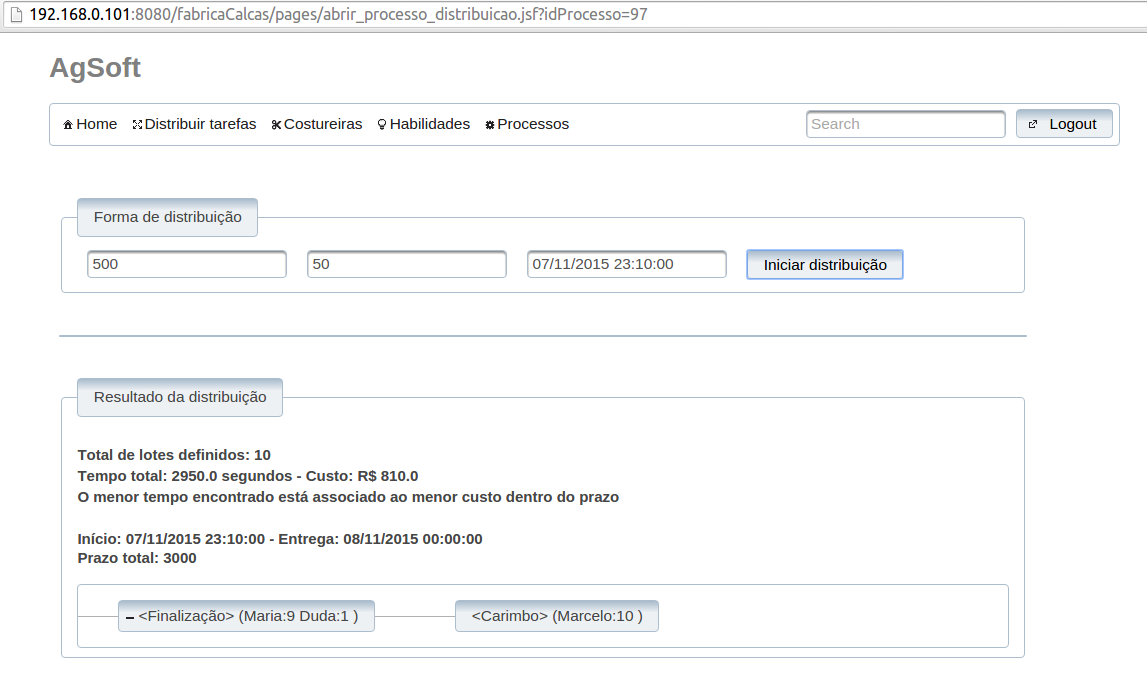 192.168.0.101:8080/fabricaCalcas/pages/abrir_processo_distribuicao.jsf?idProcesso=97
AgSoft
Home Distribuir tarefas Costureiras Habilidades Processos Search Logout
Forma de distribuição
500 50 07/11/2015 23:10:00 Iniciar distribuição
Resultado da distribuição
Total de lotes definidos: 10
Tempo total: 2950.0 segundos - Custo: R$ 810.0
O menor tempo encontrado está associado ao menor custo dentro do prazo
Início: 07/11/2015 23:10:00 - Entrega: 08/11/2015 00:00:00
Prazo total: 3000
<Finalização> (Maria:9 Duda:1 ) <Carimbo> (Marcelo:10 )